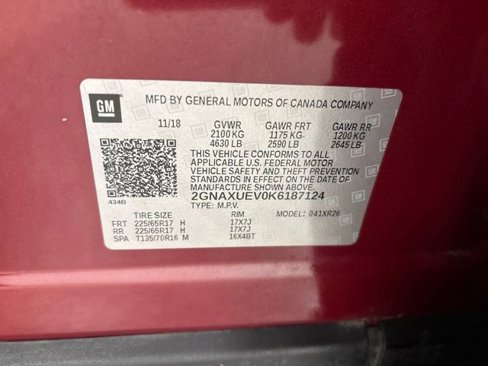 GM
MFD BY GENERAL MOTORS OF CANADA COMPANY
11/18 GVWR GAWR FRT GAWR RR
2100 KG 1175 KG 1200 KG
4630 LB 2590 LB 2645 LB
THIS VEHICLE CONFORMS TO ALL
APPLICABLE U.S. FEDERAL MOTOR
VEHICLE SAFETY AND THEFT PREVENTION
STANDARDS IN EFFECT ON THE DATE OF
MANUFACTURE SHOWN ABOVE.
2GNAXUEV0K6187124
434B TYPE: M.P.V. MODEL: 041XR26
TIRE SIZE RIM
FRT 225/65R17 H 17X7J
RR 225/65R17 H 17X7J
SPA T135/70R16 M 16X4BT